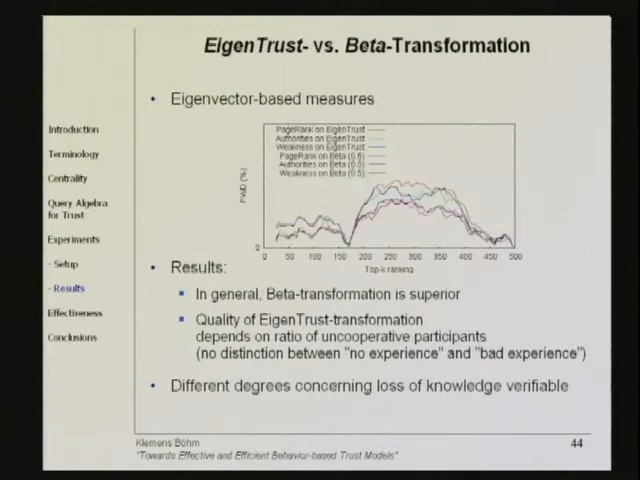 EigenTrust- vs. Beta-Transformation
Introduction
Terminology
Centrality
Query Algebra
for Trust
Experiments
- Setup
- Results
Effectiveness
Conclusions
• Eigenvector-based measures
PageRank on EigenTrust
Authorities on EigenTrust
Weakness on EigenTrust
PageRank on Beta (0.5)
Authorities on Beta (0.5)
Weakness on Beta (0.5)
0
0 50 100 150 200 250 300 350 400 450 500
Top-k ranking
• Results:
In general, Beta-transformation is superior
Quality of EigenTrust-transformation
depends on ratio of uncooperative participants
(no distinction between "no experience" and "bad experience")
• Different degrees concerning loss of knowledge verifiable
Klemens Böhm
"Towards Effective and Efficient Behavior-based Trust Models"
44